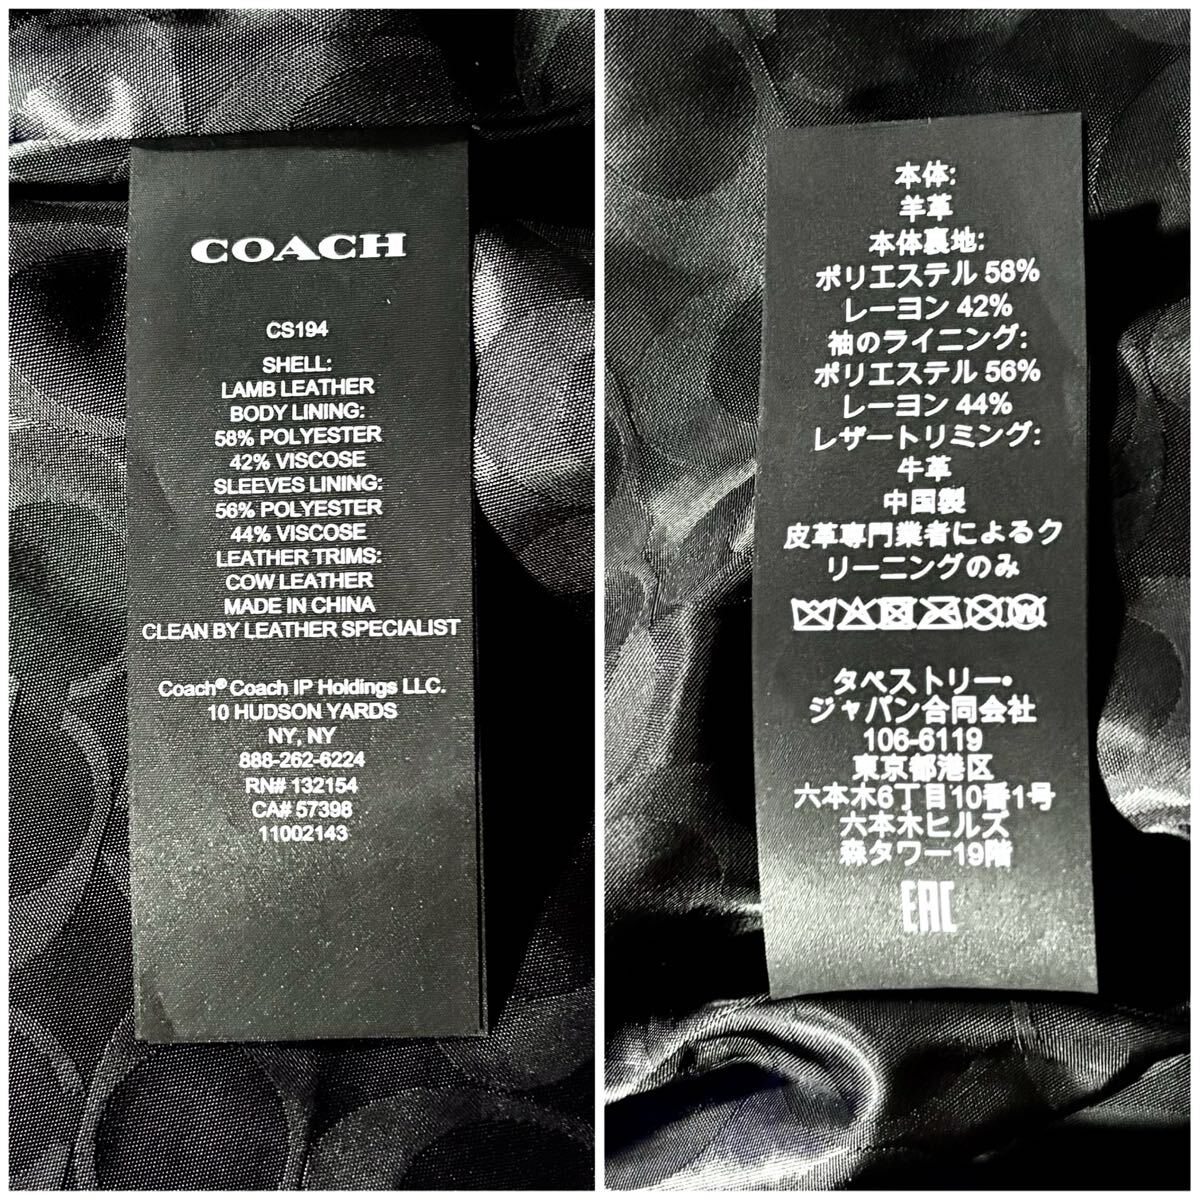 COACH
CS194
SHELL:
LAMB LEATHER
BODY LINING:
58% POLYESTER
42% VISCOSE
SLEEVES LINING:
56% POLYESTER
44% VISCOSE
LEATHER TRIMS:
COW LEATHER
MADE IN CHINA
CLEAN BY LEATHER SPECIALIST
Coach® Coach IP Holdings LLC.
10 HUDSON YARDS
NY, NY
888-262-6224
RN# 132154
CA# 57398
11002143
本体:
羊革
本体裏地:
ポリエステル 58%
レーヨン 42%
袖のライニング:
ポリエステル 56%
レーヨン 44%
レザートリミング:
牛革
中国製
皮革専門業者によるク
リーニングのみ
W
タペストリー・
ジャパン合同会社
106-6119
東京都港区
六本木6丁目10番1号
六本木ヒルズ
森タワー19階
EAC